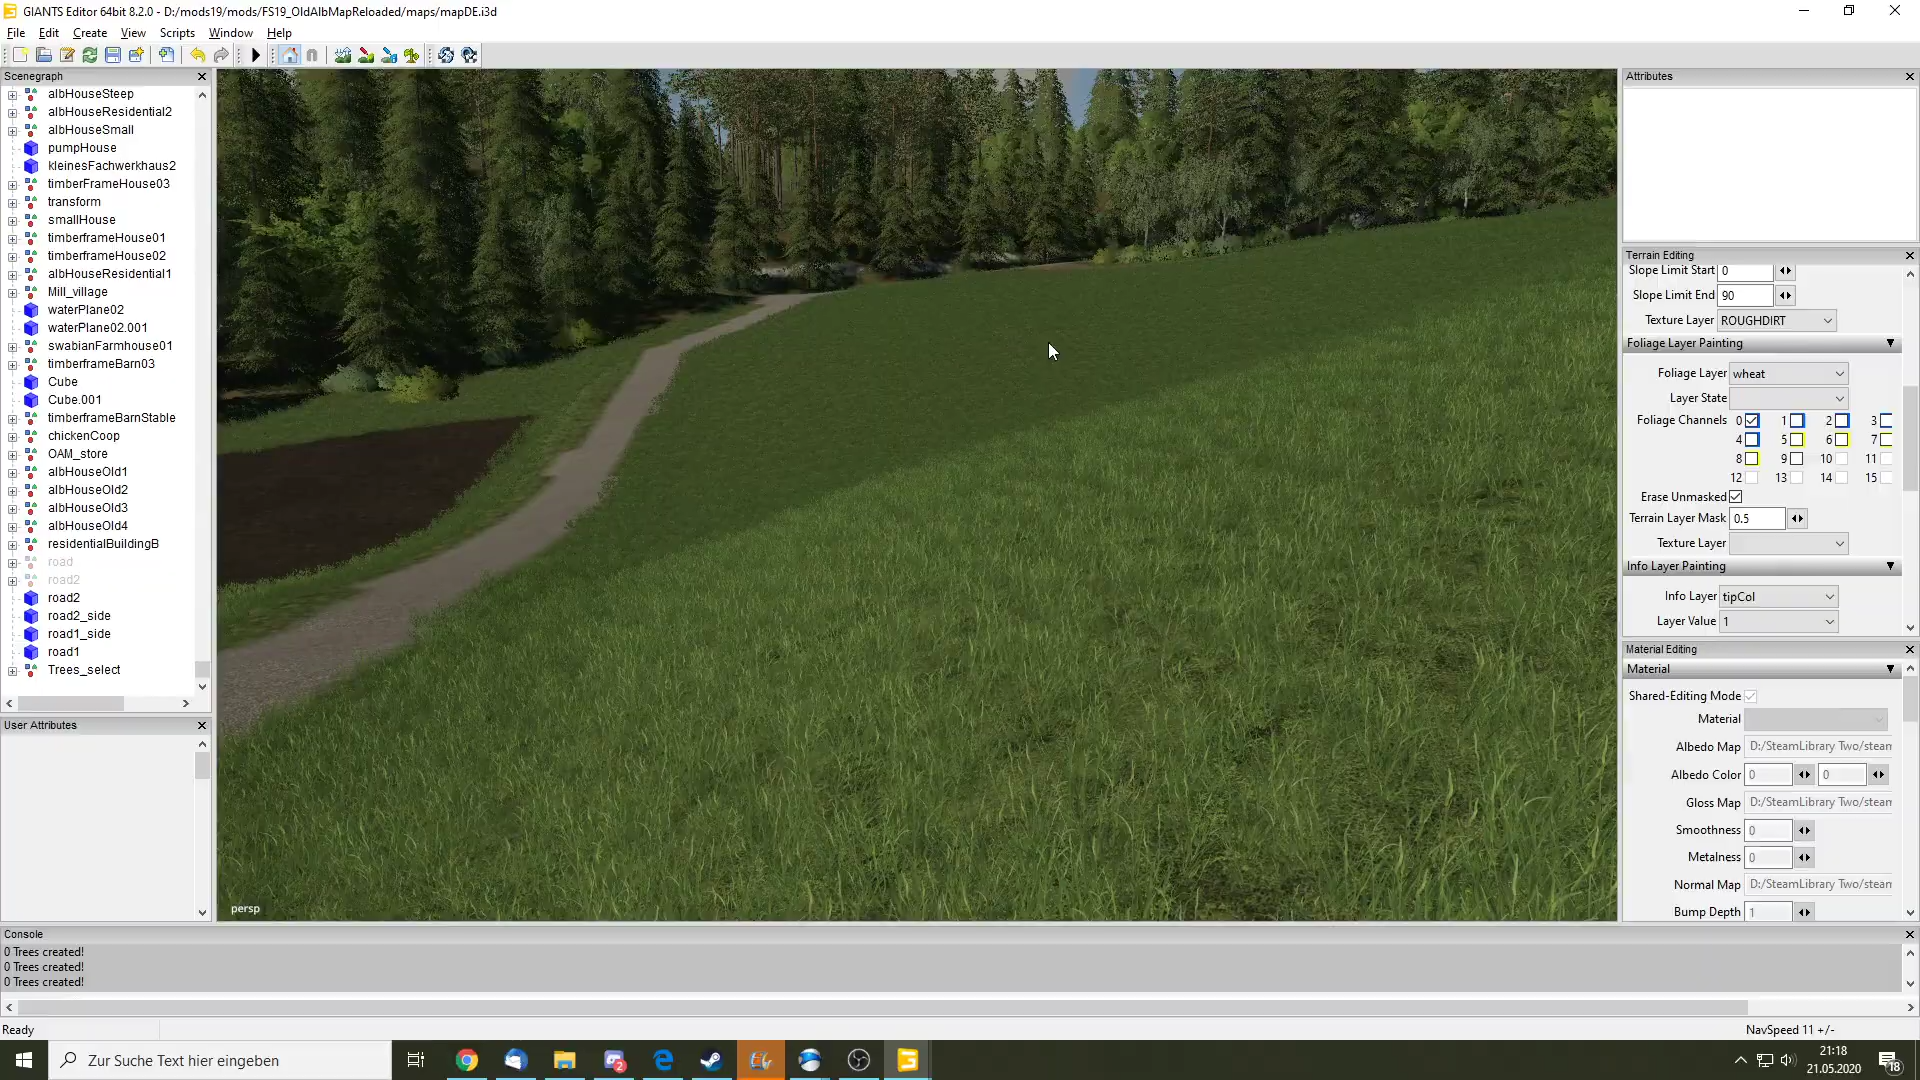 GIANTS Editor 64bit 8.2.0 - D:/mods19/mods/FS19_OldAlbMapReloaded/maps/mapDE.i3d
File Edit Create View Scripts Window Help
Scenegraph
albHouseSteep
albHouseResidential2
albHouseSmall
pumpHouse
kleinesFachwerkhaus2
timberFrameHouse03
transform
smallHouse
timberframeHouse01
timberframeHouse02
albHouseResidential1
Mill_village
waterPlane02
waterPlane02.001
swabianFarmhouse01
timberframeBarn03
Cube
Cube.001
timberframeBarnStable
chickenCoop
OAM_store
albHouseOld1
albHouseOld2
albHouseOld3
albHouseOld4
residentialBuildingB
road
road2
road2
road2_side
road1_side
road1
Trees_select
User Attributes
persp
Attributes
Terrain Editing
Slope Limit Start 0
Slope Limit End 90
Texture Layer ROUGHDIRT
Foliage Layer Painting
Foliage Layer wheat
Layer State
Foliage Channels 0 1 2 3
4 5 6 7
8 9 10 11
12 13 14 15
Erase Unmasked
Terrain Layer Mask 0.5
Texture Layer
Info Layer Painting
Info Layer tipCol
Layer Value 1
Material Editing
Material
Shared-Editing Mode
Material
Albedo Map D:/SteamLibrary Two/steam
Albedo Color 0 0
Gloss Map D:/SteamLibrary Two/steam
Smoothness 0
Metalness 0
Normal Map D:/SteamLibrary Two/steam
Bump Depth 1
Console
0 Trees created!
0 Trees created!
0 Trees created!
Ready
NavSpeed 11 +/-
Zur Suche Text hier eingeben
2
21:18
21.05.2020
18